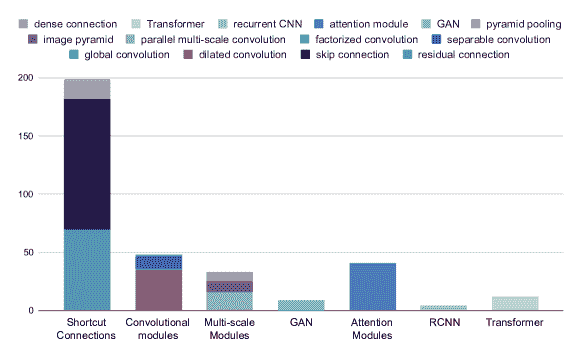 dense connection Transformer recurrent CNN attention module GAN pyramid pooling
image pyramid parallel multi-scale convolution factorized convolution separable convolution
global convolution dilated convolution skip connection residual connection
200
150
100
50
0
Shortcut Connections
Convolutional modules
Multi-scale Modules
GAN
Attention Modules
RCNN
Transformer